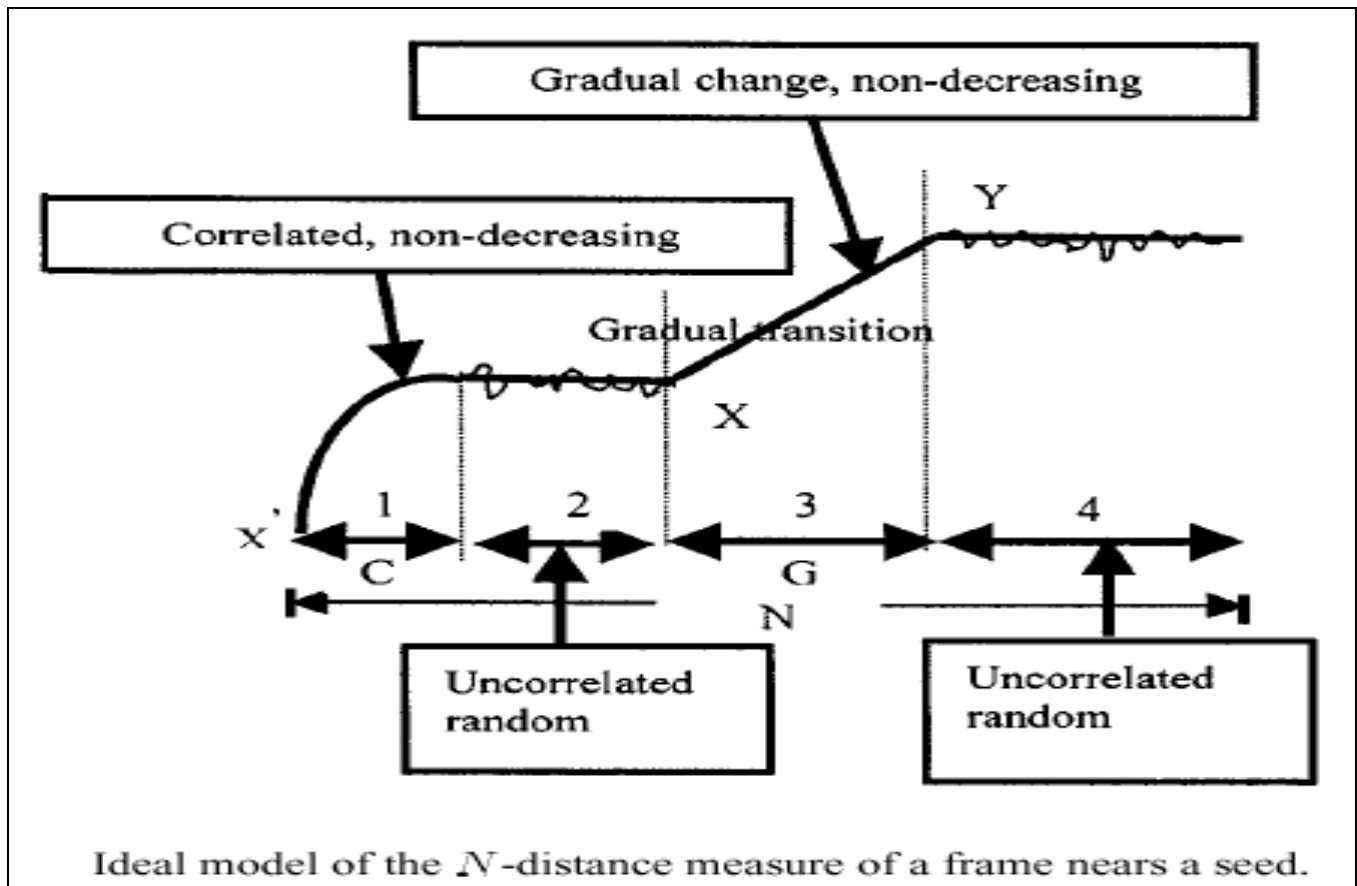 Gradual change, non-decreasing
Y
Correlated, non-decreasing
Gradual transition
X
1
2
3
4
x'
C
G
N
Uncorrelated
random
Uncorrelated
random
Ideal model of the N-distance measure of a frame nears a seed.